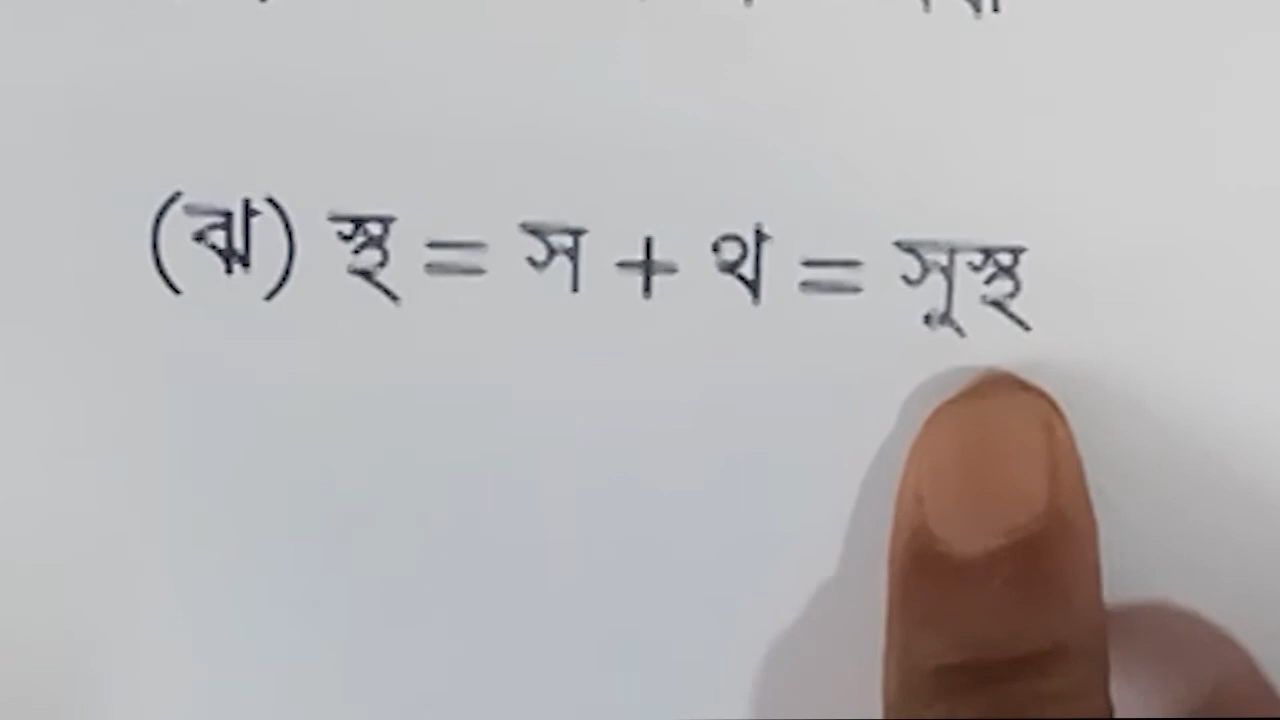 (ঝ) স্থ = স + থ = সুস্থ